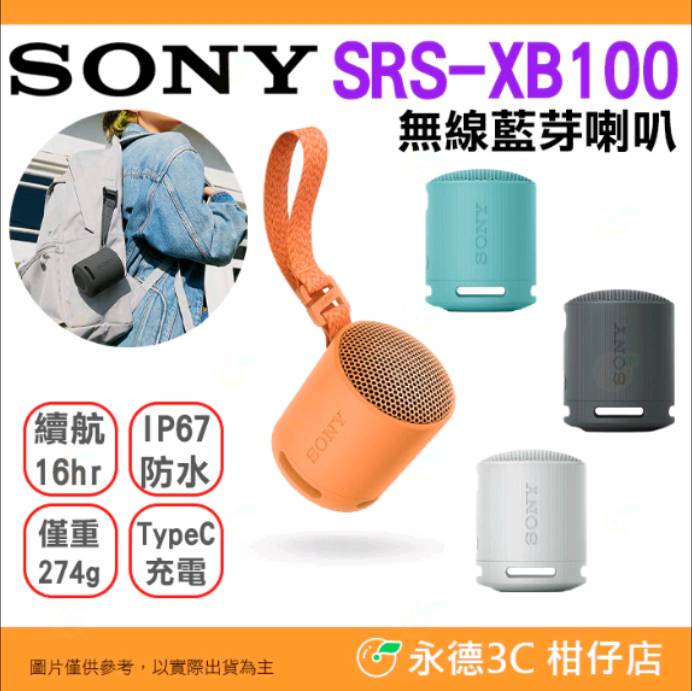 SONY SRS-XB100
無線藍芽喇叭
SONY
SONY
SONY
SONY
續航
16hr
IP67
防水
僅重
274g
TypeC
充電
圖片僅供參考，以實際出貨為主
永德3C 柑仔店